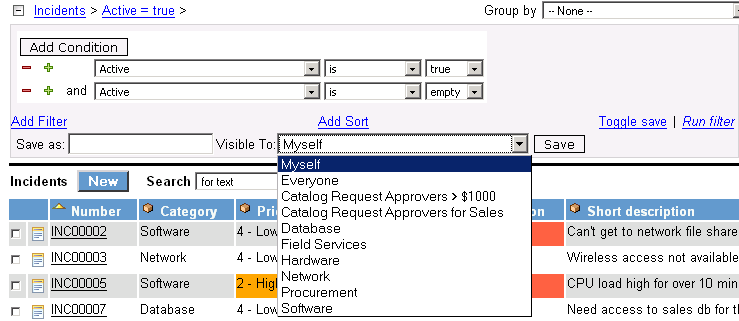 Incidents > Active = true > Group by -- None --
Add Condition
Active is true
and Active is empty
Add Filter Add Sort Toggle save | Run filter
Save as: Visible To: Myself Save
Myself
Everyone
Catalog Request Approvers > $1000
Catalog Request Approvers for Sales
Database
Field Services
Hardware
Network
Procurement
Software
Incidents New Search for text
Number Category Short description
INC00002 Software 4 - Low Can't get to network file share
INC00003 Network 4 - Low Wireless access not available
INC00005 Software 2 - High CPU load high for over 10 min
INC00007 Database 4 - Low Need access to sales db for